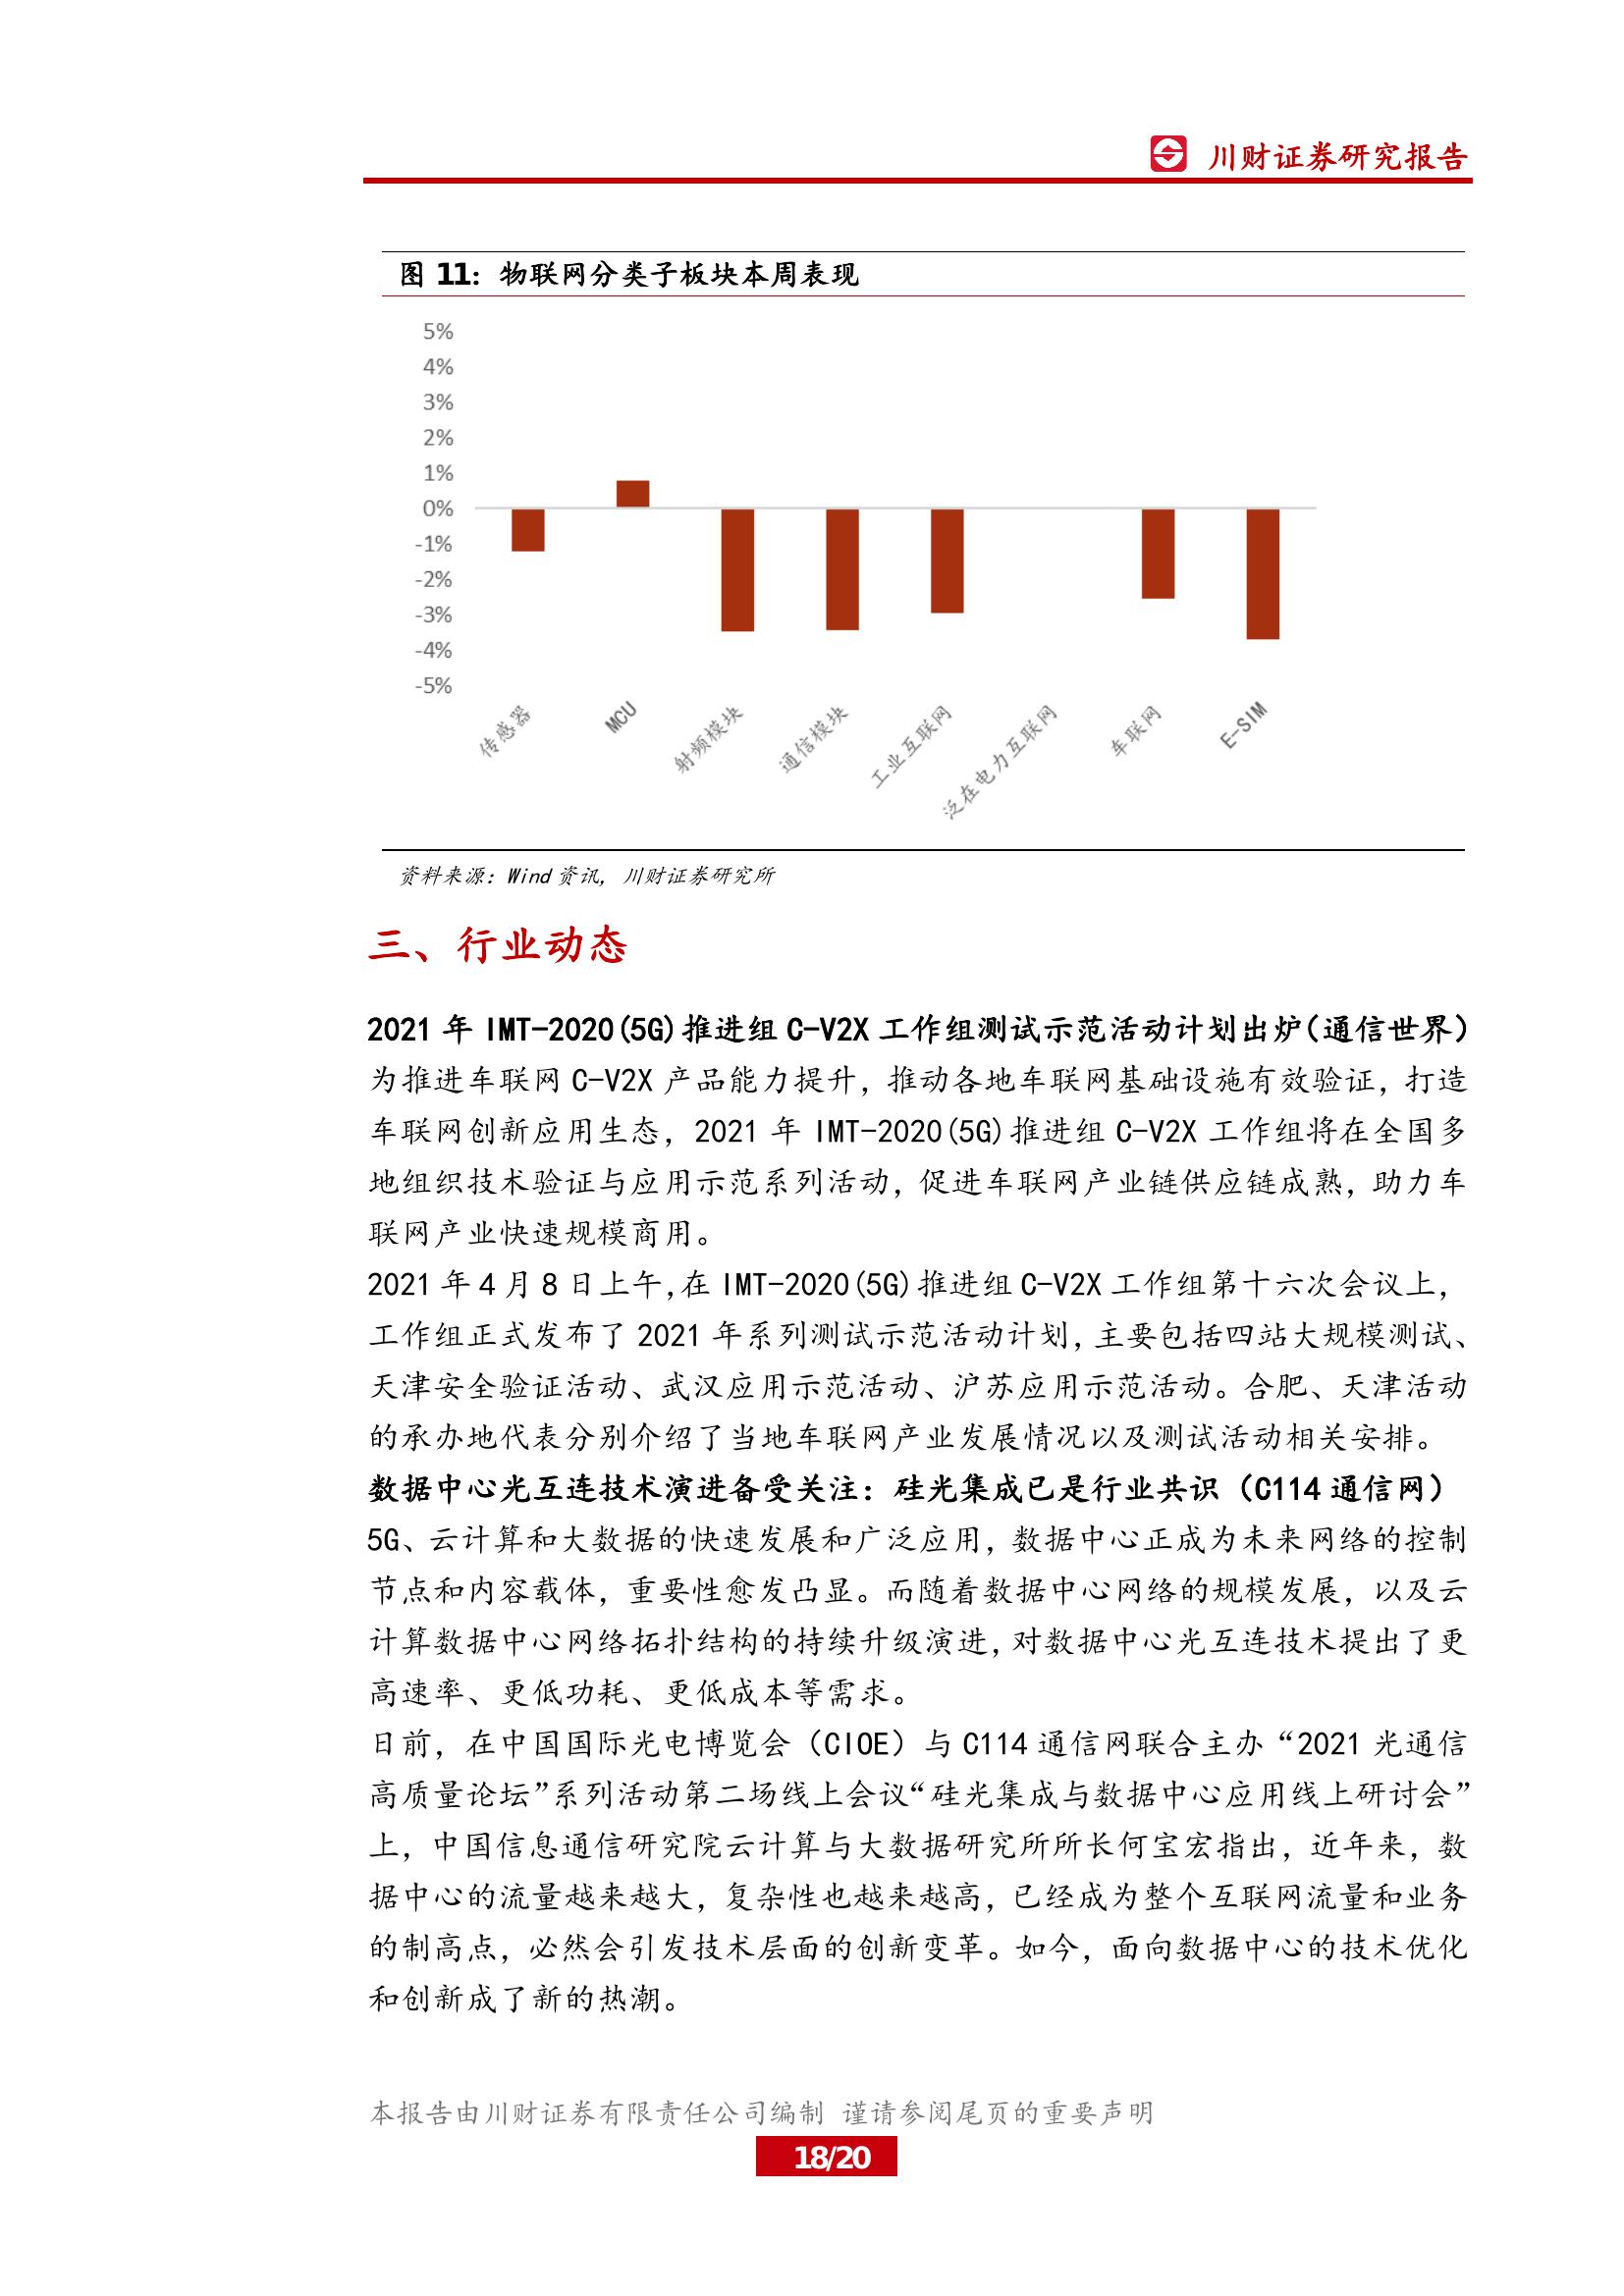 川财证券研究报告
图 11：物联网分类子板块本周表现
5%
4%
3%
2%
1%
0%
-1%
-2%
-3%
-4%
-5%
传感器
MCU
射频模块
通信模块
工业互联网
泛在电力互联网
车联网
E-SIM
资料来源：Wind 资讯，川财证券研究所
三、行业动态
2021 年 IMT-2020(5G)推进组 C-V2X 工作组测试示范活动计划出炉（通信世界）
为推进车联网 C-V2X 产品能力提升，推动各地车联网基础设施有效验证，打造
车联网创新应用生态，2021 年 IMT-2020(5G)推进组 C-V2X 工作组将在全国多
地组织技术验证与应用示范系列活动，促进车联网产业链供应链成熟，助力车
联网产业快速规模商用。
2021 年 4 月 8 日上午,在 IMT-2020(5G)推进组 C-V2X 工作组第十六次会议上，
工作组正式发布了 2021 年系列测试示范活动计划，主要包括四站大规模测试、
天津安全验证活动、武汉应用示范活动、沪苏应用示范活动。合肥、天津活动
的承办地代表分别介绍了当地车联网产业发展情况以及测试活动相关安排。
数据中心光互连技术演进备受关注：硅光集成已是行业共识（C114 通信网）
5G、云计算和大数据的快速发展和广泛应用，数据中心正成为未来网络的控制
节点和内容载体，重要性愈发凸显。而随着数据中心网络的规模发展，以及云
计算数据中心网络拓扑结构的持续升级演进，对数据中心光互连技术提出了更
高速率、更低功耗、更低成本等需求。
日前，在中国国际光电博览会（CIOE）与 C114 通信网联合主办“2021 光通信
高质量论坛”系列活动第二场线上会议“硅光集成与数据中心应用线上研讨会”
上，中国信息通信研究院云计算与大数据研究所所长何宝宏指出，近年来，数
据中心的流量越来越大，复杂性也越来越高，已经成为整个互联网流量和业务
的制高点，必然会引发技术层面的创新变革。如今，面向数据中心的技术优化
和创新成了新的热潮。
本报告由川财证券有限责任公司编制 谨请参阅尾页的重要声明
18/20